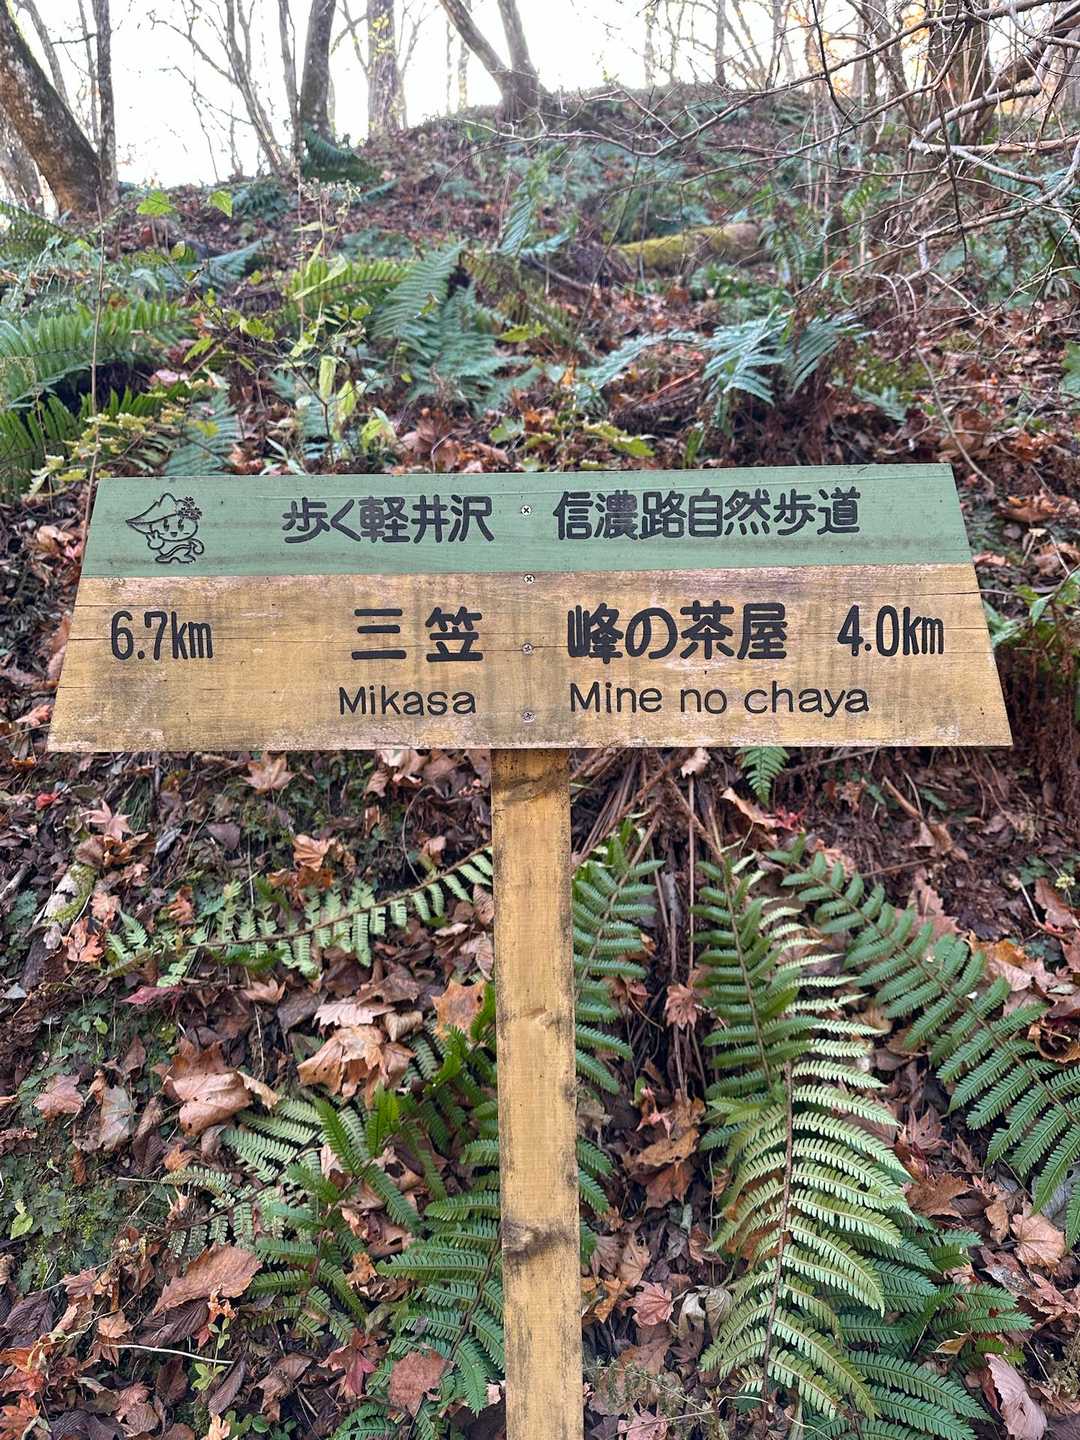 歩く軽井沢 信濃路自然歩道
6.7km 三笠 峰の茶屋 4.0km
Mikasa Mine no chaya